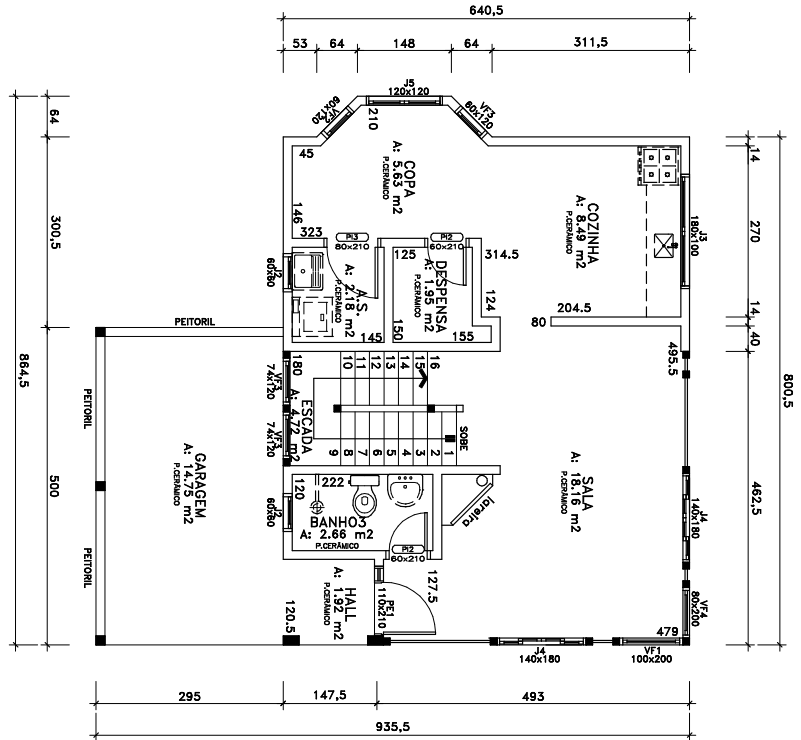 640,5
53
64
148
64
311,5
J5
120x120
VF2
60x120
VF3
60x120
210
45
COPA
A: 5.63 m2
P.CERÂMICO
146
323
PI3
80x210
PI2
60x210
125
314.5
COZINHA
A: 8.49 m2
P.CERÂMICO
J3
180x100
14
270
14
40
64
300,5
864,5
500
J2
60x60
A.S.
A: 2.18 m2
P.CERÂMICO
145
DESPENSA
A: 1.95 m2
P.CERÂMICO
150
155
124
204.5
80
495.5
PEITORIL
PEITORIL
PEITORIL
180
VF3
74x120
VF3
74x120
ESCADA
A: 4.72 m2
10
11
12
13
14
15
16
9
8
7
6
5
4
3
2
1
SOBE
GARAGEM
A: 14.75 m2
P.CERÂMICO
SALA
A: 18.16 m2
P.CERÂMICO
800,5
462,5
J2
60x60
120
222
BANHO3
A: 2.66 m2
P.CERÂMICO
PI2
60x210
lareira
J4
140x180
VF4
80x200
HALL
A: 1.92 m2
P.CERÂMICO
120.5
PE1
110x210
127.5
479
J4
140x180
VF1
100x200
295
147,5
493
935,5